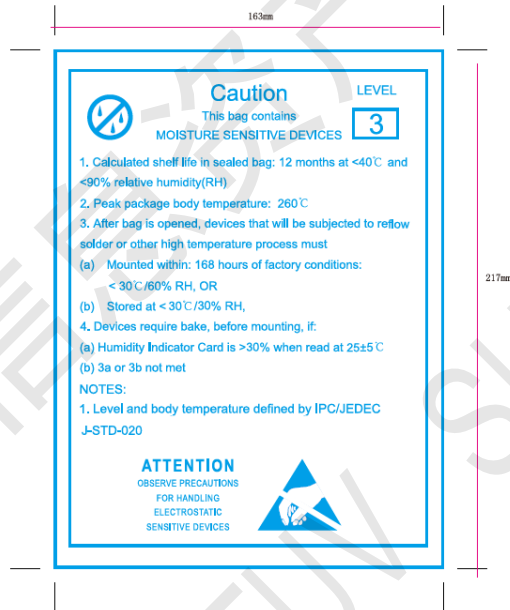 163mm
Caution
LEVEL
This bag contains
MOISTURE SENSITIVE DEVICES
3
1. Calculated shelf life in sealed bag: 12 months at <40℃ and
<90% relative humidity(RH)
2. Peak package body temperature: 260℃
3. After bag is opened, devices that will be subjected to reflow
solder or other high temperature process must
(a) Mounted within: 168 hours of factory conditions:
< 30℃/60% RH, OR
(b) Stored at < 30℃/30% RH,
4. Devices require bake, before mounting, if:
(a) Humidity Indicator Card is >30% when read at 25±5℃
(b) 3a or 3b not met
NOTES:
1. Level and body temperature defined by IPC/JEDEC
J-STD-020
ATTENTION
OBSERVE PRECAUTIONS
FOR HANDLING
ELECTROSTATIC
SENSITIVE DEVICES
217mm
信息资产